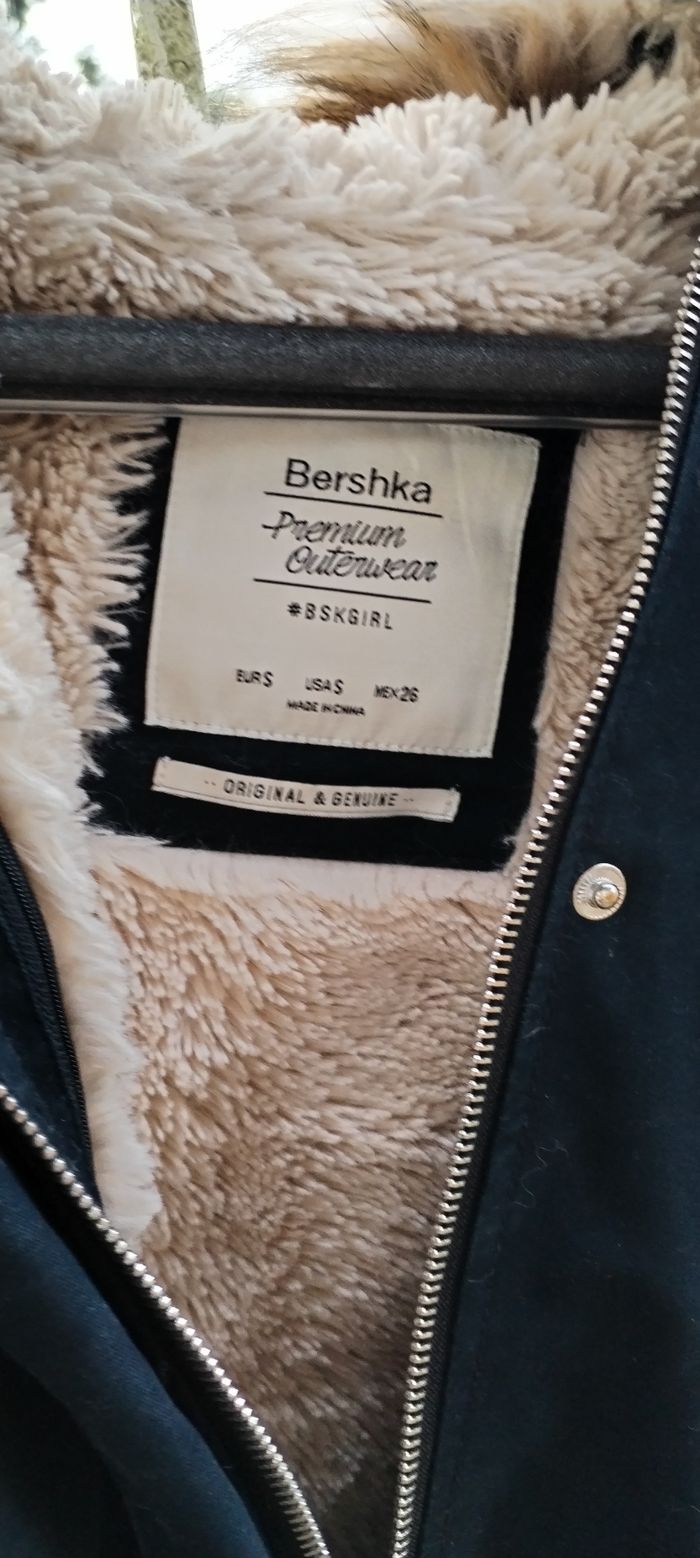 Bershka
Premium
Outerwear
#BSKGIRL
EUR S USA S MEX 26
MADE IN CHINA
-- ORIGINAL & GENUINE --